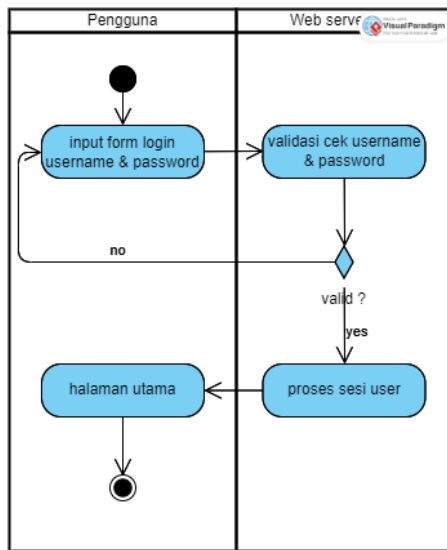 Pengguna
Web serve
Visual Paradigm
input form login
username & password
validasi cek username
& password
no
valid ?
yes
halaman utama
proses sesi user